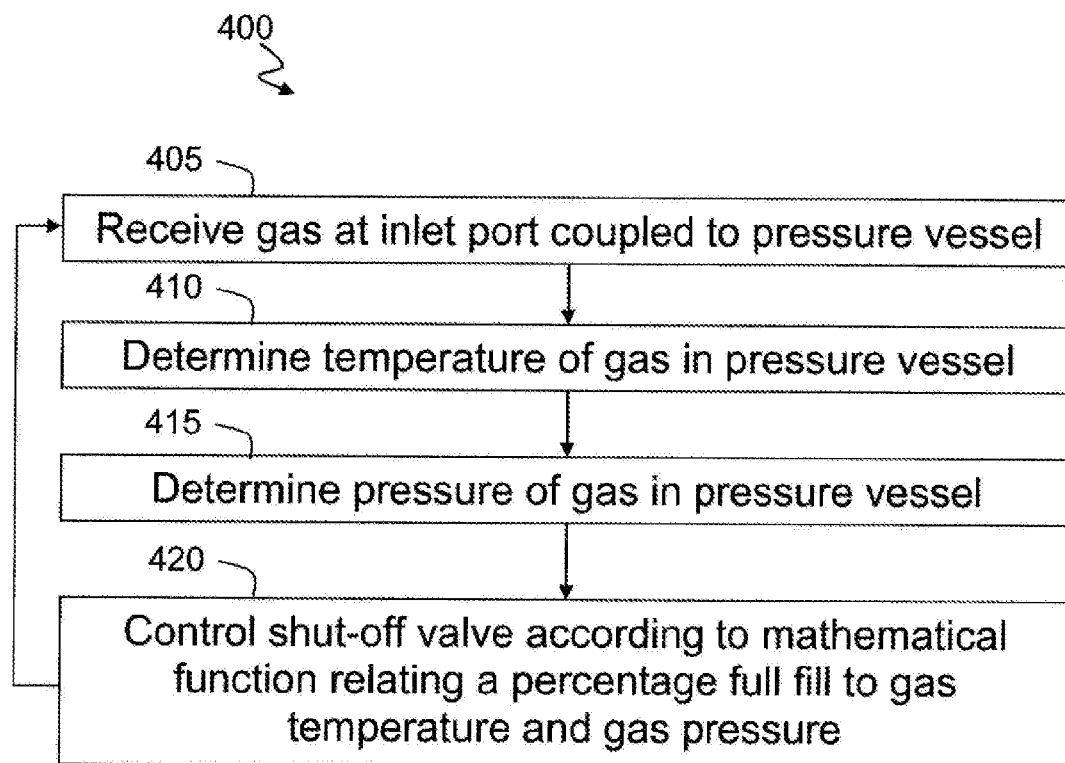 400
405
Receive gas at inlet port coupled to pressure vessel
410
Determine temperature of gas in pressure vessel
415
Determine pressure of gas in pressure vessel
420
Control shut-off valve according to mathematical
function relating a percentage full fill to gas
temperature and gas pressure